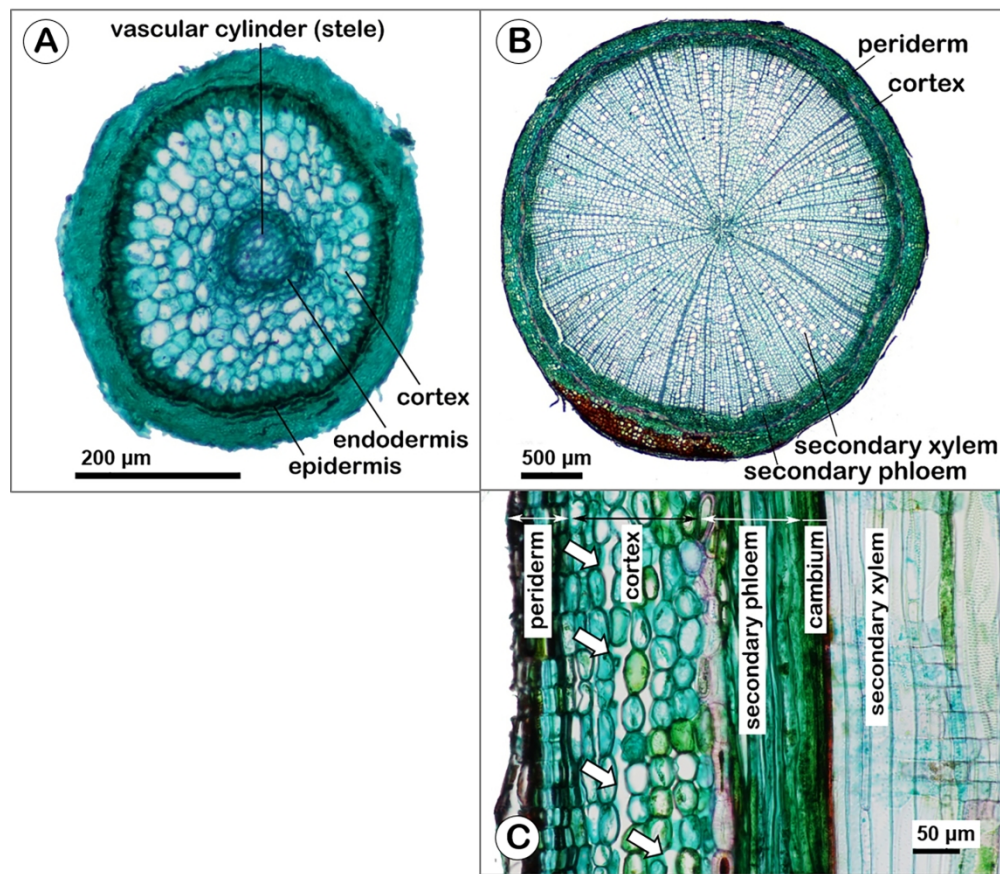 A
vascular cylinder (stele)
cortex
endodermis
epidermis
200 µm
B
periderm
cortex
secondary xylem
secondary phloem
500 µm
periderm
cortex
secondary phloem
cambium
secondary xylem
C
50 µm